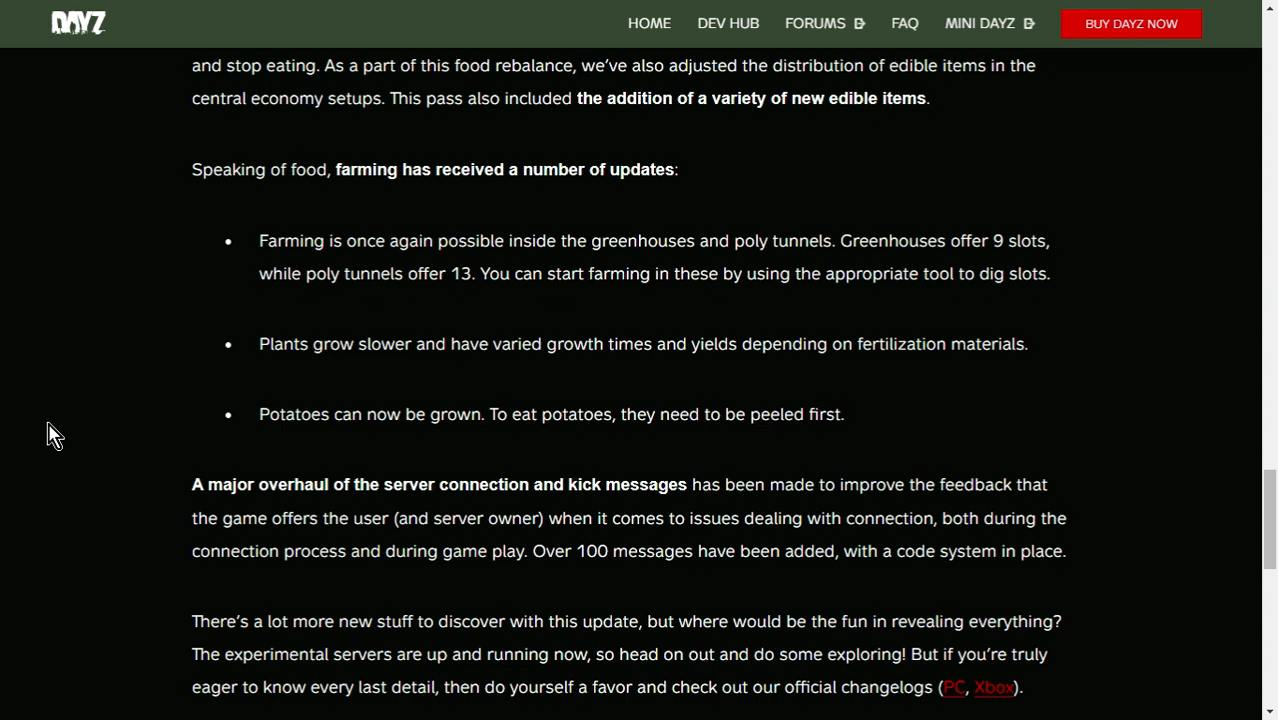 DAYZ
HOME DEV HUB FORUMS FAQ MINI DAYZ BUY DAYZ NOW
and stop eating. As a part of this food rebalance, we’ve also adjusted the distribution of edible items in the
central economy setups. This pass also included the addition of a variety of new edible items.
Speaking of food, farming has received a number of updates:
• Farming is once again possible inside the greenhouses and poly tunnels. Greenhouses offer 9 slots,
while poly tunnels offer 13. You can start farming in these by using the appropriate tool to dig slots.
• Plants grow slower and have varied growth times and yields depending on fertilization materials.
• Potatoes can now be grown. To eat potatoes, they need to be peeled first.
A major overhaul of the server connection and kick messages has been made to improve the feedback that
the game offers the user (and server owner) when it comes to issues dealing with connection, both during the
connection process and during game play. Over 100 messages have been added, with a code system in place.
There’s a lot more new stuff to discover with this update, but where would be the fun in revealing everything?
The experimental servers are up and running now, so head on out and do some exploring! But if you’re truly
eager to know every last detail, then do yourself a favor and check out our official changelogs (PC, Xbox).